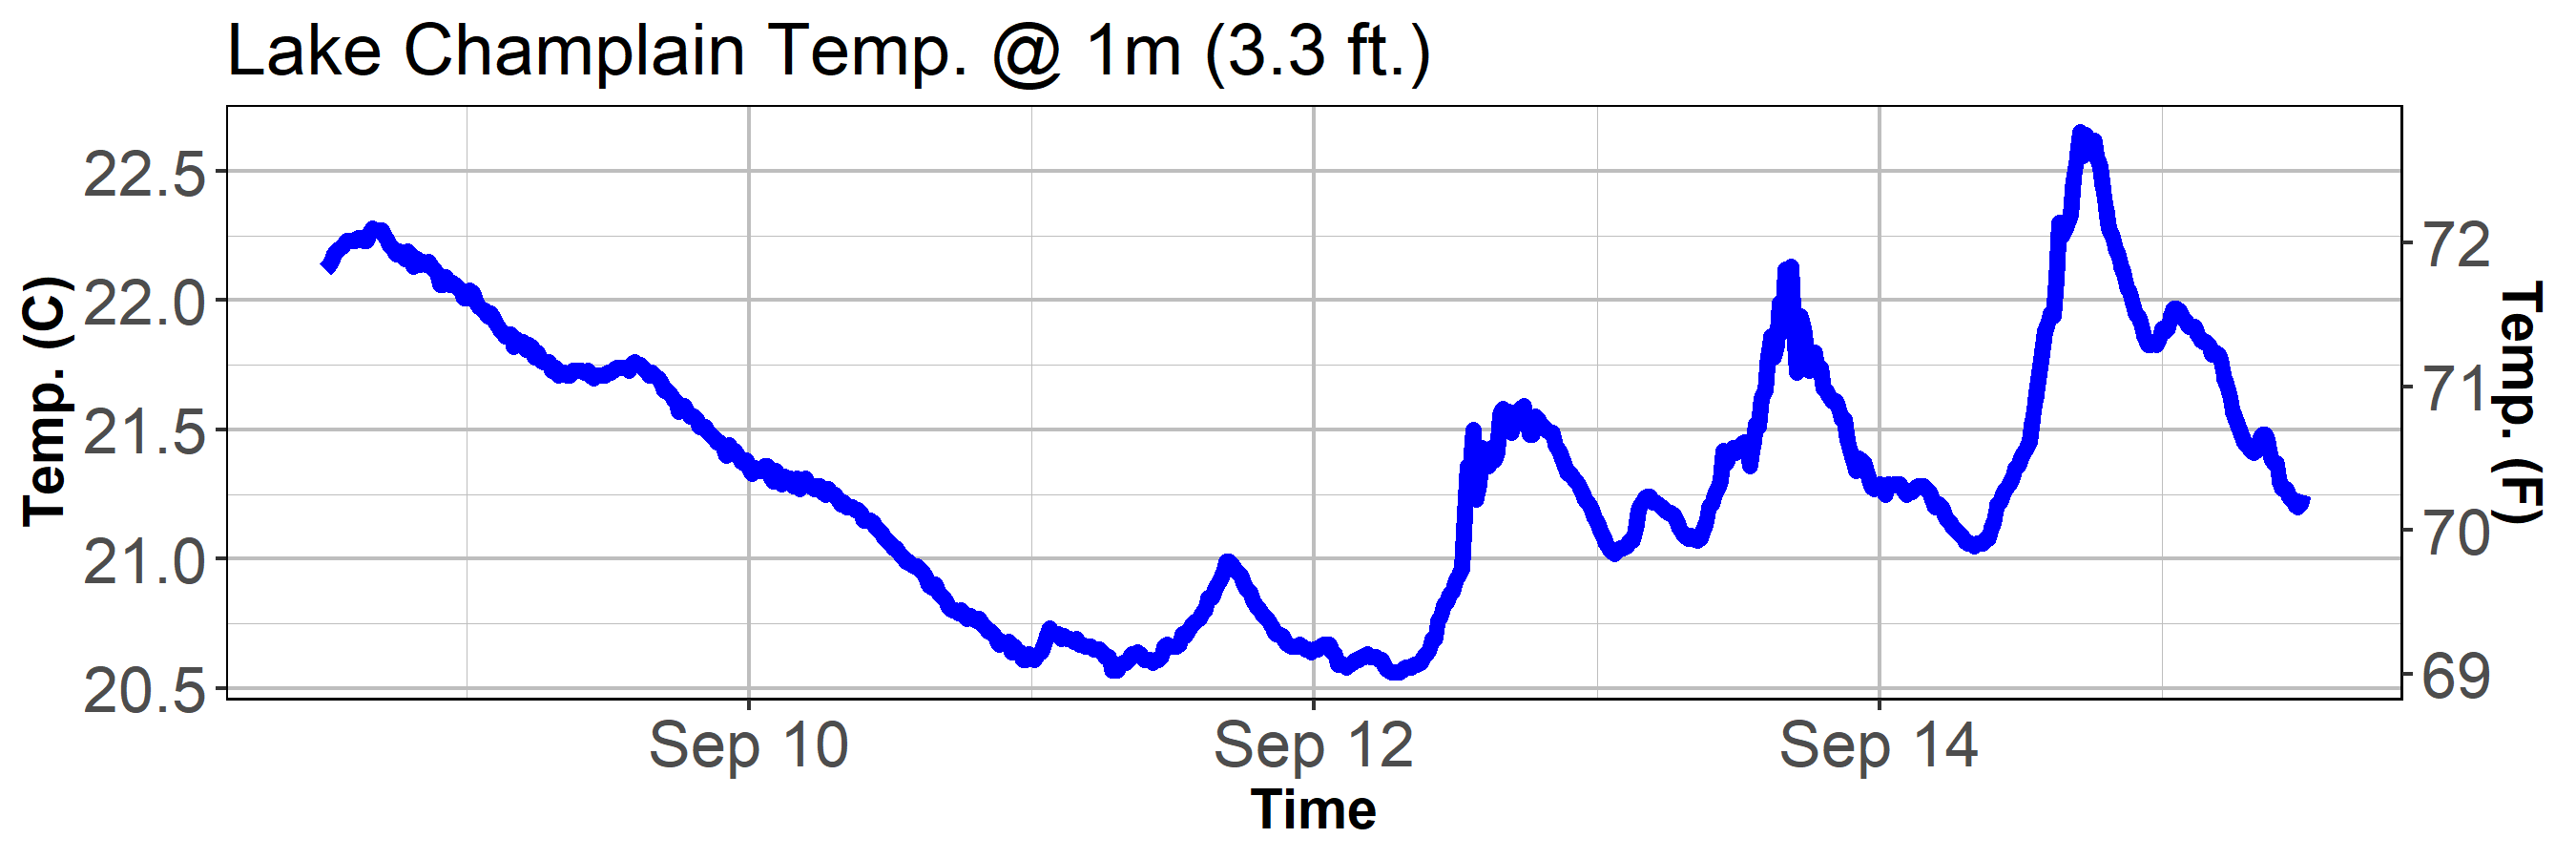 Lake Champlain Temp. @ 1m (3.3 ft.)
Temp. (C)
22.5
22.0
21.5
21.0
20.5
72
71
70
69
Temp. (F)
Sep 10
Sep 12
Sep 14
Time